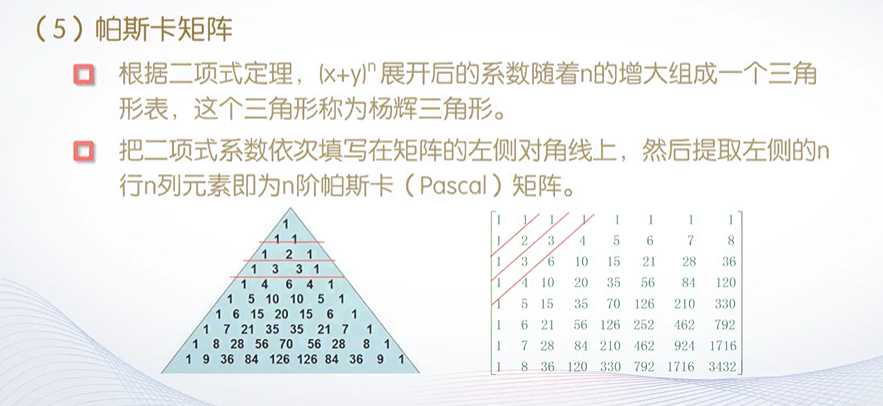 （5）帕斯卡矩阵
根据二项式定理，(x+y)ⁿ展开后的系数随着n的增大组成一个三角
形表，这个三角形称为杨辉三角形。
把二项式系数依次填写在矩阵的左侧对角线上，然后提取左侧的n
行n列元素即为n阶帕斯卡（Pascal）矩阵。
1
1 1
1 2 1
1 3 3 1
1 4 6 4 1
1 5 10 10 5 1
1 6 15 20 15 6 1
1 7 21 35 35 21 7 1
1 8 28 56 70 56 28 8 1
1 9 36 84 126 126 84 36 9 1
1 1 1 1 1 1 1 1
1 2 3 4 5 6 7 8
1 3 6 10 15 21 28 36
1 4 10 20 35 56 84 120
1 5 15 35 70 126 210 330
1 6 21 56 126 252 462 792
1 7 28 84 210 462 924 1716
1 8 36 120 330 792 1716 3432